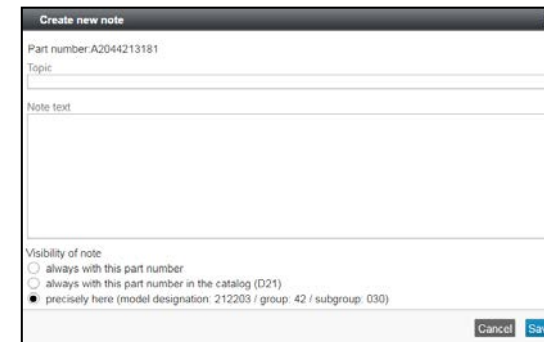 Create new note
Part number:A2044213181
Topic
Note text
Visibility of note
always with this part number
always with this part number in the catalog (D21)
precisely here (model designation: 212203 / group: 42 / subgroup: 030)
Cancel Sav